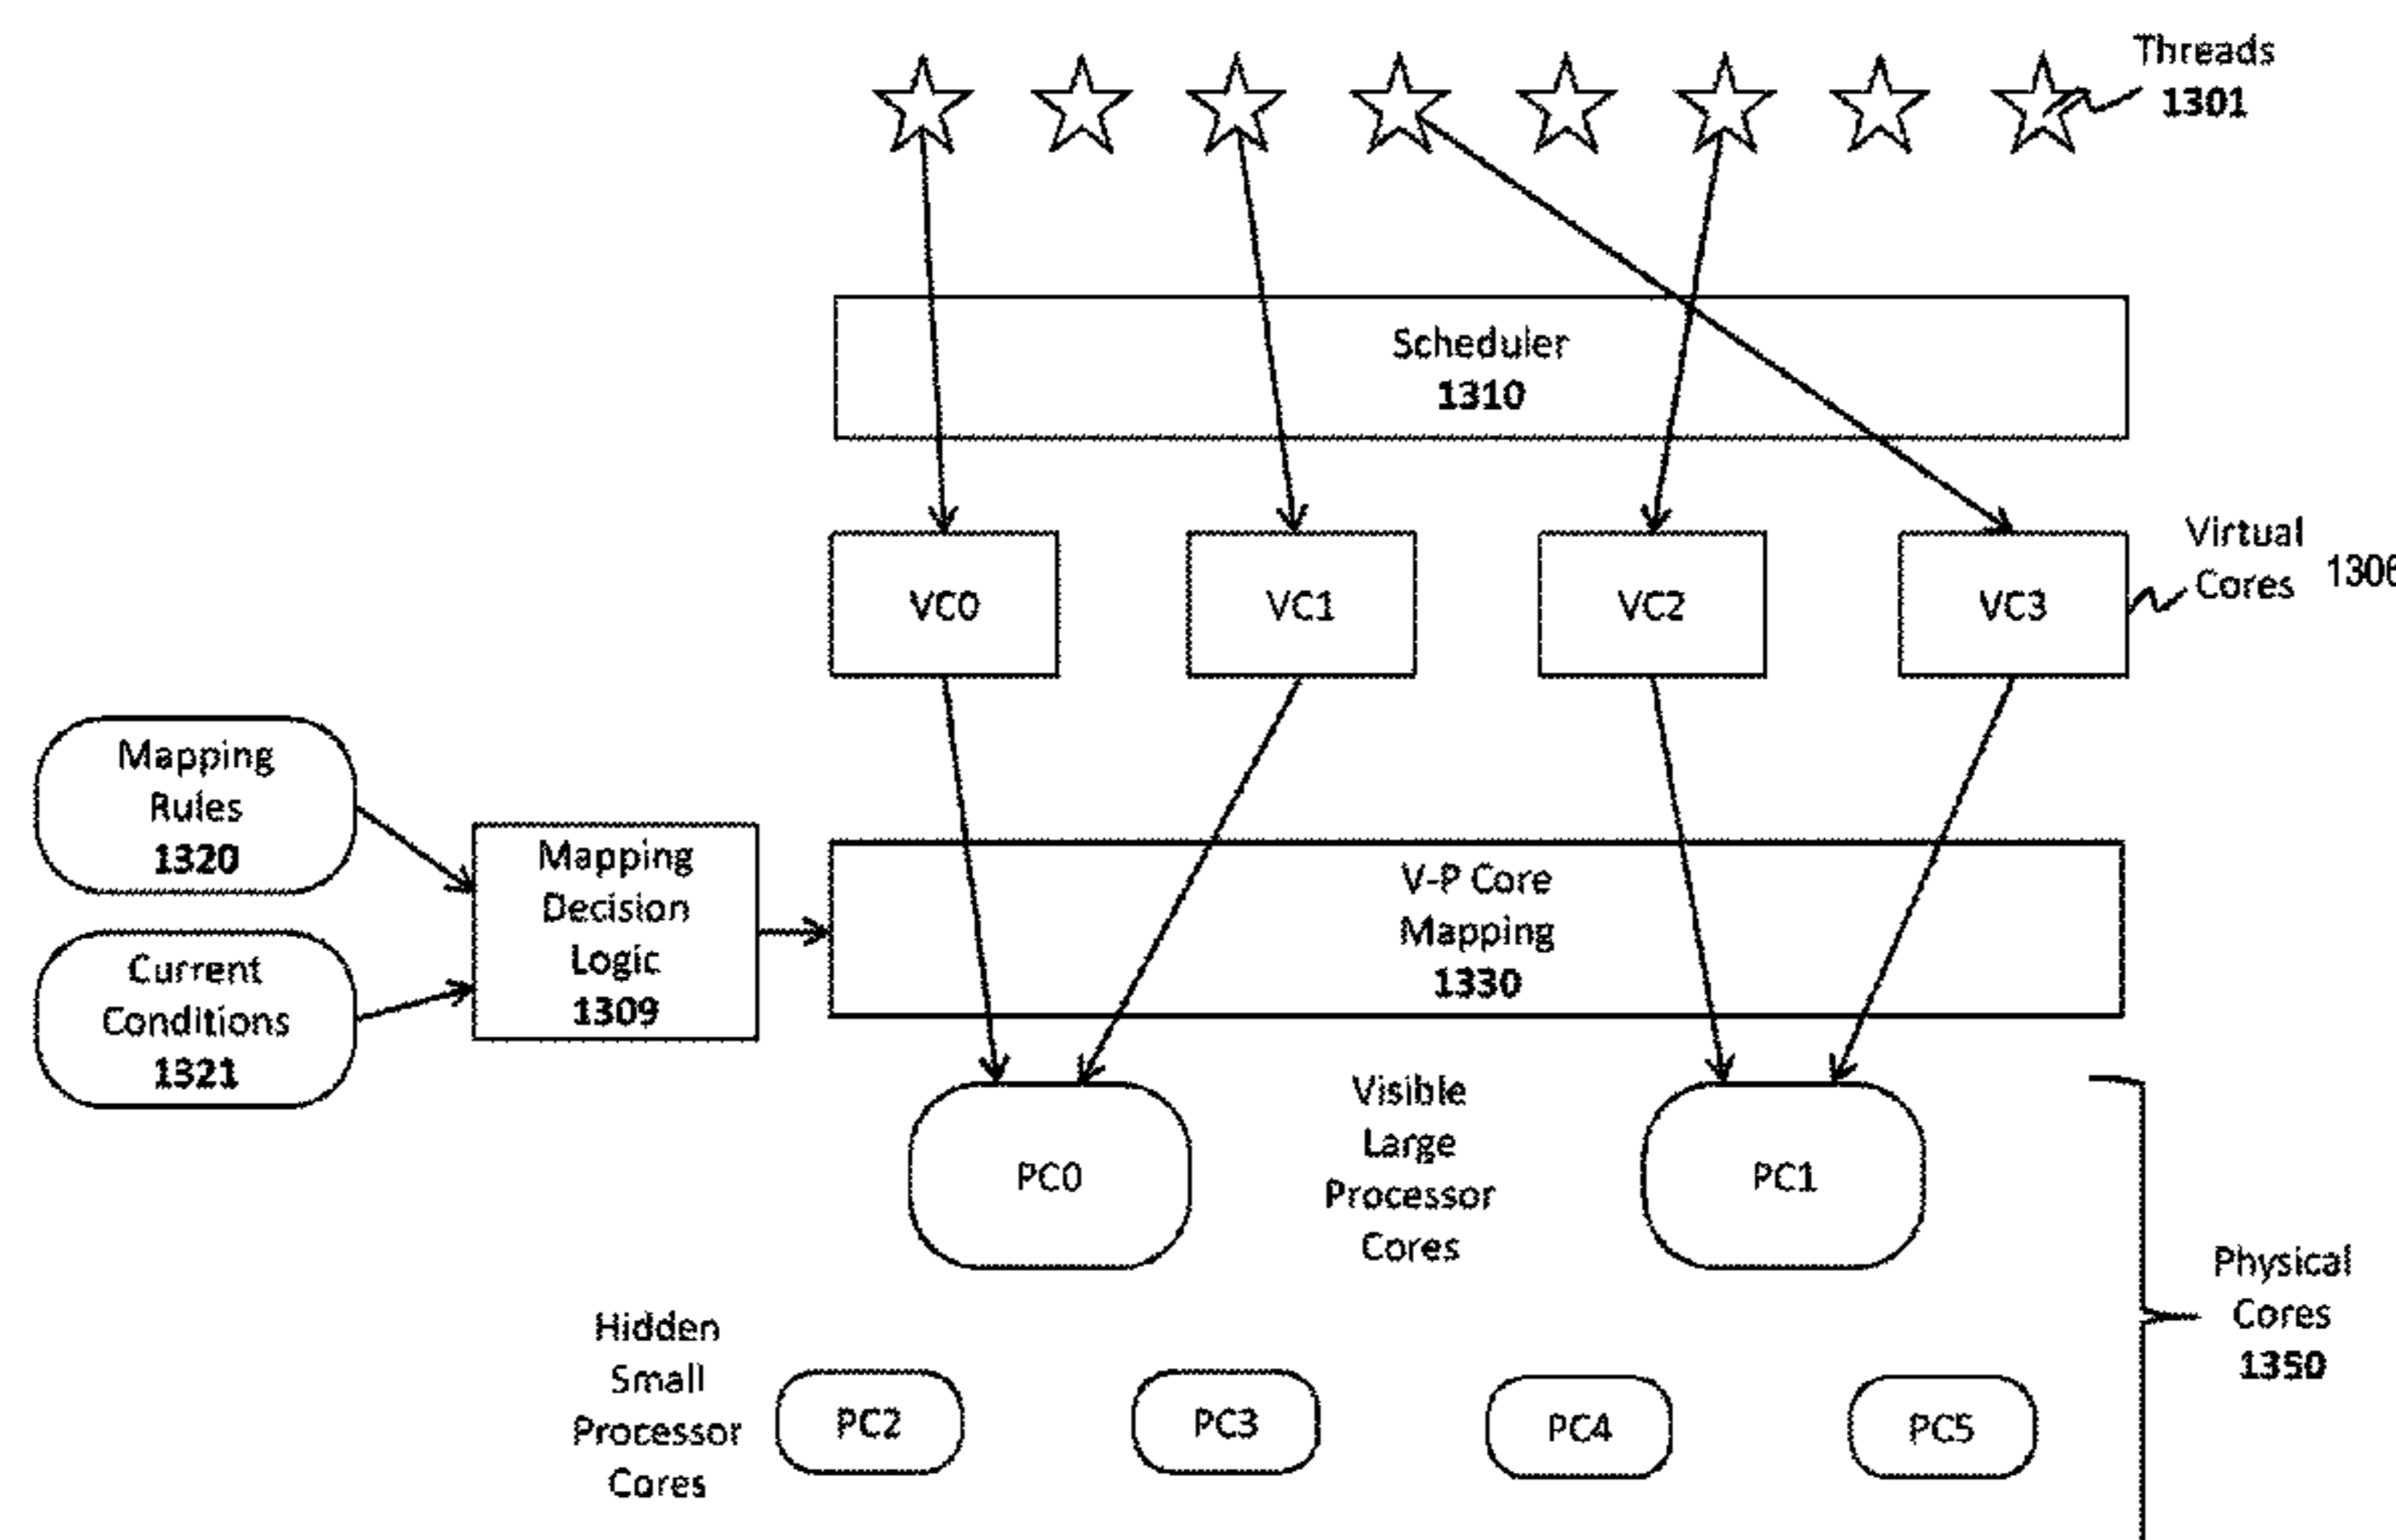 Threads
1301
Scheduler
1310
Virtual
Cores 1306
VC0
VC1
VC2
VC3
Mapping
Rules
1320
Current
Conditions
1321
Mapping
Decision
Logic
1309
V-P Core
Mapping
1330
PC0
Visible
Large
Processor
Cores
PC1
Physical
Cores
1350
Hidden
Small
Processor
Cores
PC2
PC3
PC4
PC5